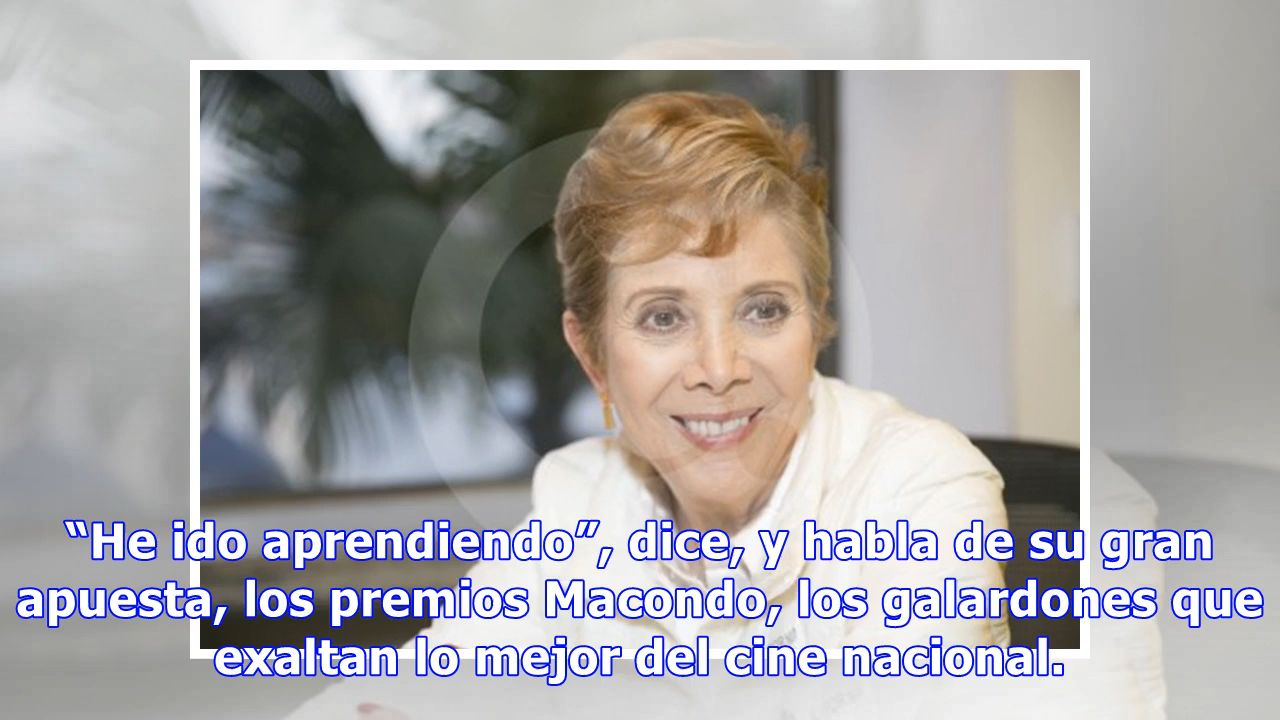 “He ido aprendiendo”, dice, y habla de su gran
apuesta, los premios Macondo, los galardones que
exaltan lo mejor del cine nacional.